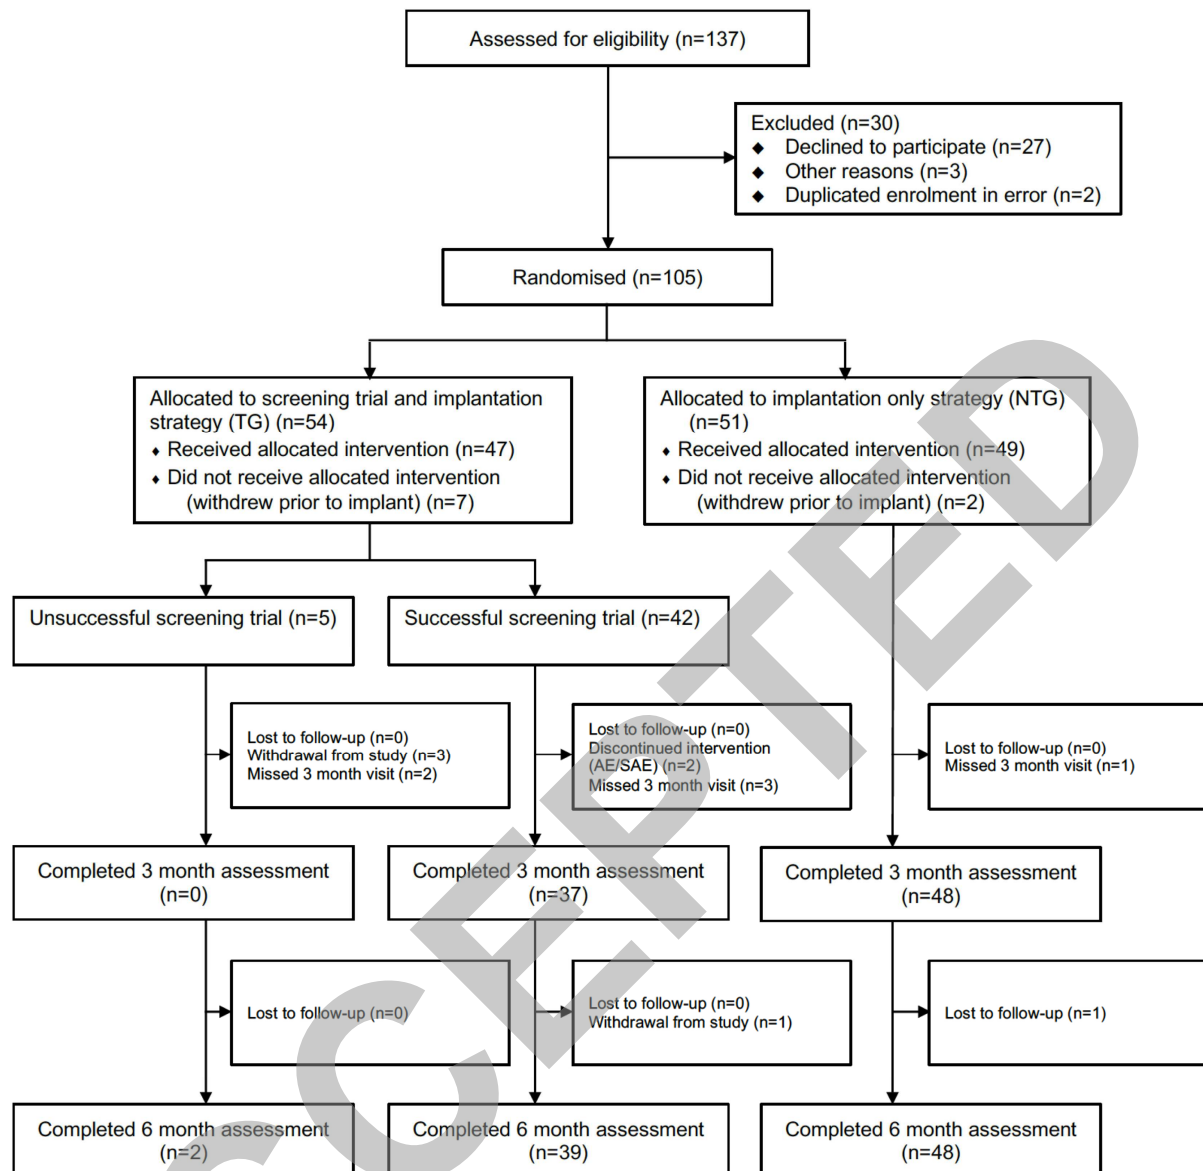 Assessed for eligibility (n=137)
Excluded (n=30)
◆ Declined to participate (n=27)
◆ Other reasons (n=3)
◆ Duplicated enrolment in error (n=2)
Randomised (n=105)
Allocated to screening trial and implantation
strategy (TG) (n=54)
♦ Received allocated intervention (n=47)
♦ Did not receive allocated intervention
(withdrew prior to implant) (n=7)
Allocated to implantation only strategy (NTG)
(n=51)
♦ Received allocated intervention (n=49)
♦ Did not receive allocated intervention
(withdrew prior to implant) (n=2)
Unsuccessful screening trial (n=5)
Successful screening trial (n=42)
Lost to follow-up (n=0)
Withdrawal from study (n=3)
Missed 3 month visit (n=2)
Lost to follow-up (n=0)
Discontinued intervention
(AE/SAE) (n=2)
Missed 3 month visit (n=3)
Lost to follow-up (n=0)
Missed 3 month visit (n=1)
Completed 3 month assessment
(n=0)
Completed 3 month assessment
(n=37)
Completed 3 month assessment
(n=48)
Lost to follow-up (n=0)
Lost to follow-up (n=0)
Withdrawal from study (n=1)
Lost to follow-up (n=1)
Completed 6 month assessment
(n=2)
Completed 6 month assessment
(n=39)
Completed 6 month assessment
(n=48)
CCEPTED